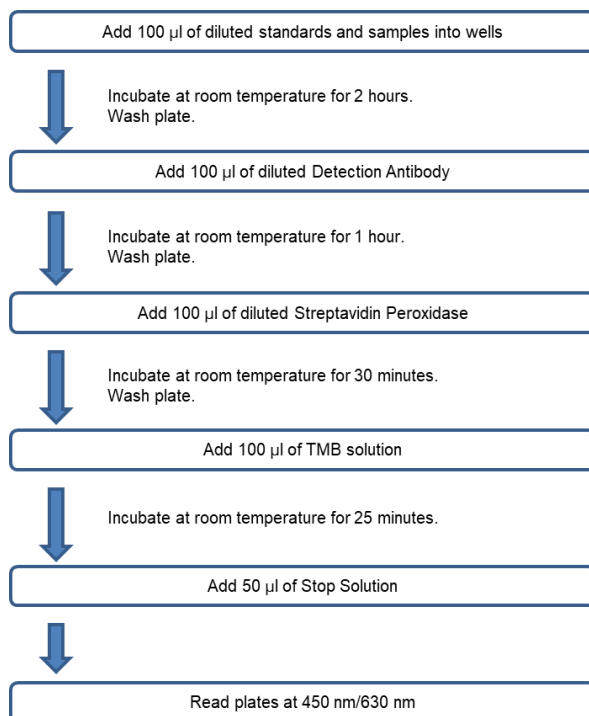 Add 100 µl of diluted standards and samples into wells
Incubate at room temperature for 2 hours.
Wash plate.
Add 100 µl of diluted Detection Antibody
Incubate at room temperature for 1 hour.
Wash plate.
Add 100 µl of diluted Streptavidin Peroxidase
Incubate at room temperature for 30 minutes.
Wash plate.
Add 100 µl of TMB solution
Incubate at room temperature for 25 minutes.
Add 50 µl of Stop Solution
Read plates at 450 nm/630 nm